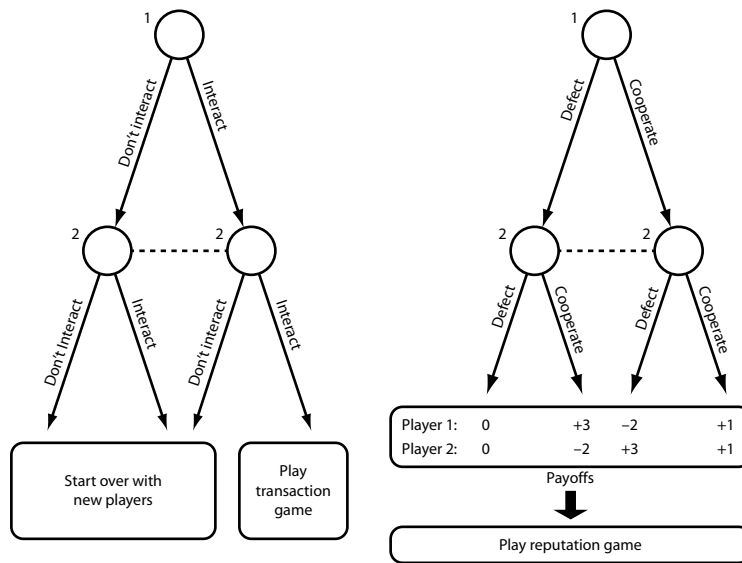 1
Don't interact
Interact
2
2
Don't Interact
Interact
Don't interact
Interact
Start over with
new players
Play
transaction
game
1
Defect
Cooperate
2
2
Defect
Cooperate
Defect
Cooperate
Player 1: 0 +3 –2 +1
Player 2: 0 –2 +3 +1
Payoffs
Play reputation game